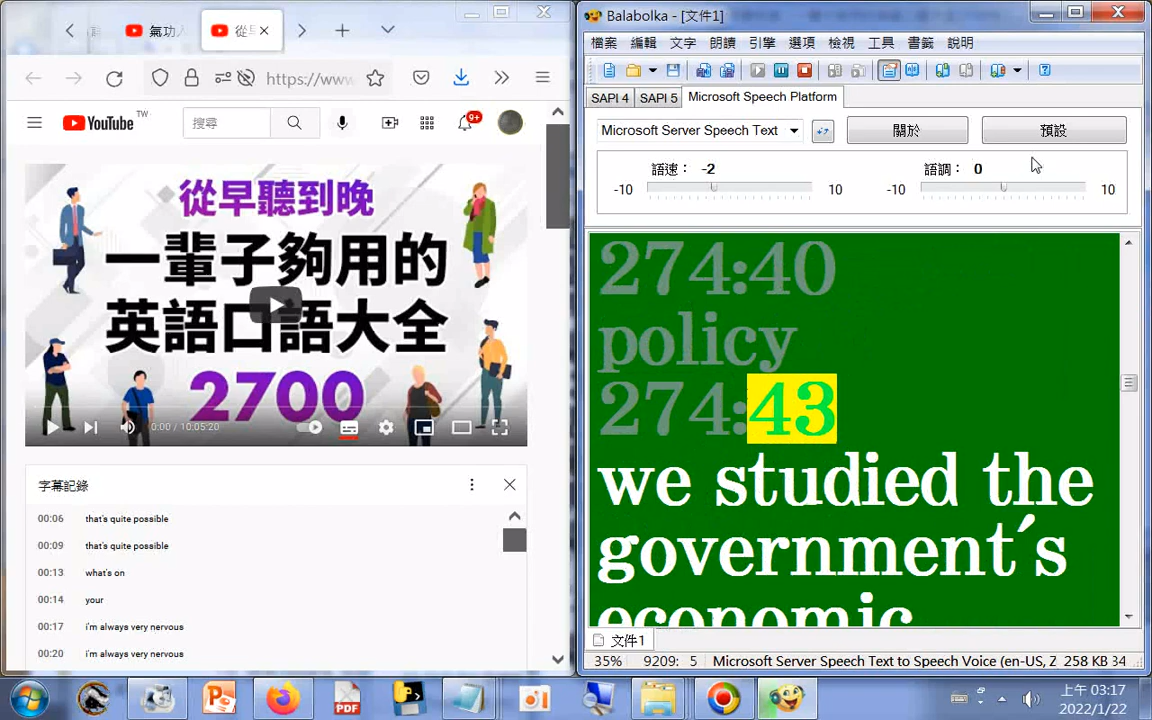 氣功
從
https://www
YouTube TW
搜尋
9+
從早聽到晚
一輩子夠用的
英語口語大全
2700
0:00 / 10:05:20
字幕記錄
00:06 that's quite possible
00:09 that's quite possible
00:13 what's on
00:14 your
00:17 i'm always very nervous
00:20 i'm always very nervous
Balabolka - [文件1]
檔案 編輯 文字 朗讀 引擎 選項 檢視 工具 書籤 說明
SAPI 4 SAPI 5 Microsoft Speech Platform
Microsoft Server Speech Text 關於 預設
語速： -2 語調： 0
-10 10 -10 10
274:40
policy
274:43
we studied the
government's
economic
文件1
35% 9209: 5 Microsoft Server Speech Text to Speech Voice (en-US, Z 258 KB 34
上午 03:17
2022/1/22